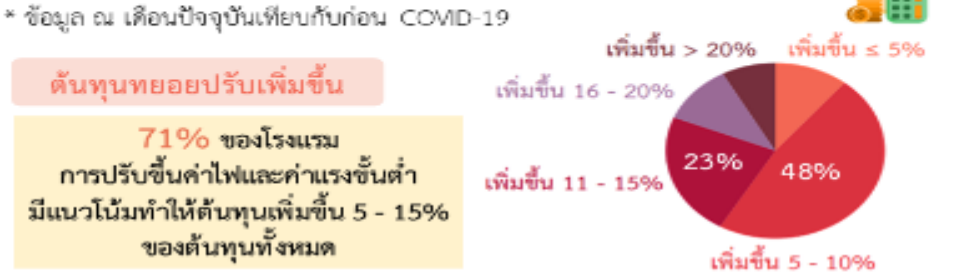 * ข้อมูล ณ เดือนปัจจุบันเทียบกับก่อน COVID-19
ต้นทุนทยอยปรับเพิ่มขึ้น
71% ของโรงแรม
การปรับขึ้นค่าไฟและค่าแรงขั้นต่ำ
มีแนวโน้มทำให้ต้นทุนเพิ่มขึ้น 5 - 15%
ของต้นทุนทั้งหมด
เพิ่มขึ้น > 20%
เพิ่มขึ้น ≤ 5%
เพิ่มขึ้น 16 - 20%
23%
48%
เพิ่มขึ้น 11 - 15%
เพิ่มขึ้น 5 - 10%